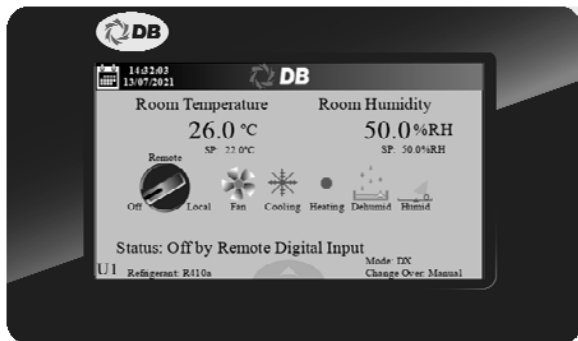 DB
14:32:03
13/07/2021
DB
Room Temperature
Room Humidity
26.0 °C
50.0 %RH
SP: 22.0°C
SP: 50.0%RH
Remote
Off
Local
Fan
Cooling
Heating
Dehumid
Humid
Status: Off by Remote Digital Input
U1
Refrigerant: R410a
Mode: DX
Change Over: Manual